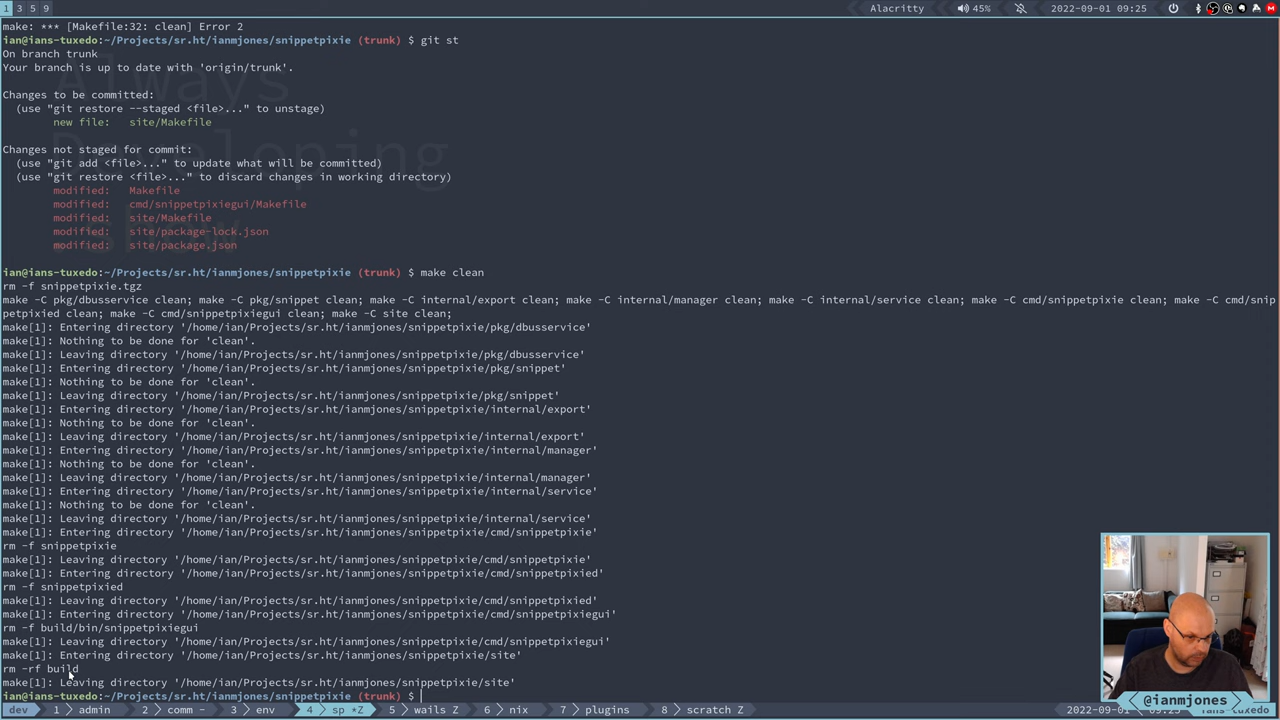 1 3 5 9 Alacritty 45% 2022-09-01 09:25
make: *** [Makefile:32: clean] Error 2
ian@ians-tuxedo:~/Projects/sr.ht/ianmjones/snippetpixie (trunk) $ git st
On branch trunk
Your branch is up to date with 'origin/trunk'.
Always
Changes to be committed:
  (use "git restore --staged <file>..." to unstage)
        new file:   site/Makefile
Developing
Changes not staged for commit:
  (use "git add <file>..." to update what will be committed)
  (use "git restore <file>..." to discard changes in working directory)
        modified:   Makefile
        modified:   cmd/snippetpixiegui/Makefile
        modified:   site/Makefile
        modified:   site/package-lock.json
        modified:   site/package.json
ian@ians-tuxedo:~/Projects/sr.ht/ianmjones/snippetpixie (trunk) $ make clean
rm -f snippetpixie.tgz
make -C pkg/dbusservice clean; make -C pkg/snippet clean; make -C internal/export clean; make -C internal/manager clean; make -C internal/service clean; make -C cmd/snippetpixie clean; make -C cmd/snip
petpixied clean; make -C cmd/snippetpixiegui clean; make -C site clean;
make[1]: Entering directory '/home/ian/Projects/sr.ht/ianmjones/snippetpixie/pkg/dbusservice'
make[1]: Nothing to be done for 'clean'.
make[1]: Leaving directory '/home/ian/Projects/sr.ht/ianmjones/snippetpixie/pkg/dbusservice'
make[1]: Entering directory '/home/ian/Projects/sr.ht/ianmjones/snippetpixie/pkg/snippet'
make[1]: Nothing to be done for 'clean'.
make[1]: Leaving directory '/home/ian/Projects/sr.ht/ianmjones/snippetpixie/pkg/snippet'
make[1]: Entering directory '/home/ian/Projects/sr.ht/ianmjones/snippetpixie/internal/export'
make[1]: Nothing to be done for 'clean'.
make[1]: Leaving directory '/home/ian/Projects/sr.ht/ianmjones/snippetpixie/internal/export'
make[1]: Entering directory '/home/ian/Projects/sr.ht/ianmjones/snippetpixie/internal/manager'
make[1]: Nothing to be done for 'clean'.
make[1]: Leaving directory '/home/ian/Projects/sr.ht/ianmjones/snippetpixie/internal/manager'
make[1]: Entering directory '/home/ian/Projects/sr.ht/ianmjones/snippetpixie/internal/service'
make[1]: Nothing to be done for 'clean'.
make[1]: Leaving directory '/home/ian/Projects/sr.ht/ianmjones/snippetpixie/internal/service'
make[1]: Entering directory '/home/ian/Projects/sr.ht/ianmjones/snippetpixie/cmd/snippetpixie'
rm -f snippetpixie
make[1]: Leaving directory '/home/ian/Projects/sr.ht/ianmjones/snippetpixie/cmd/snippetpixie'
make[1]: Entering directory '/home/ian/Projects/sr.ht/ianmjones/snippetpixie/cmd/snippetpixied'
rm -f snippetpixied
make[1]: Leaving directory '/home/ian/Projects/sr.ht/ianmjones/snippetpixie/cmd/snippetpixied'
make[1]: Entering directory '/home/ian/Projects/sr.ht/ianmjones/snippetpixie/cmd/snippetpixiegui'
rm -f build/bin/snippetpixiegui
make[1]: Leaving directory '/home/ian/Projects/sr.ht/ianmjones/snippetpixie/cmd/snippetpixiegui'
make[1]: Entering directory '/home/ian/Projects/sr.ht/ianmjones/snippetpixie/site'
rm -rf build
make[1]: Leaving directory '/home/ian/Projects/sr.ht/ianmjones/snippetpixie/site'
ian@ians-tuxedo:~/Projects/sr.ht/ianmjones/snippetpixie (trunk) $
@ianmjones
dev 1 admin 2 comm - 3 env 4 sp *Z 5 wails Z 6 nix 7 plugins 8 scratch Z 2022-09-01 09:25 ians-tuxedo